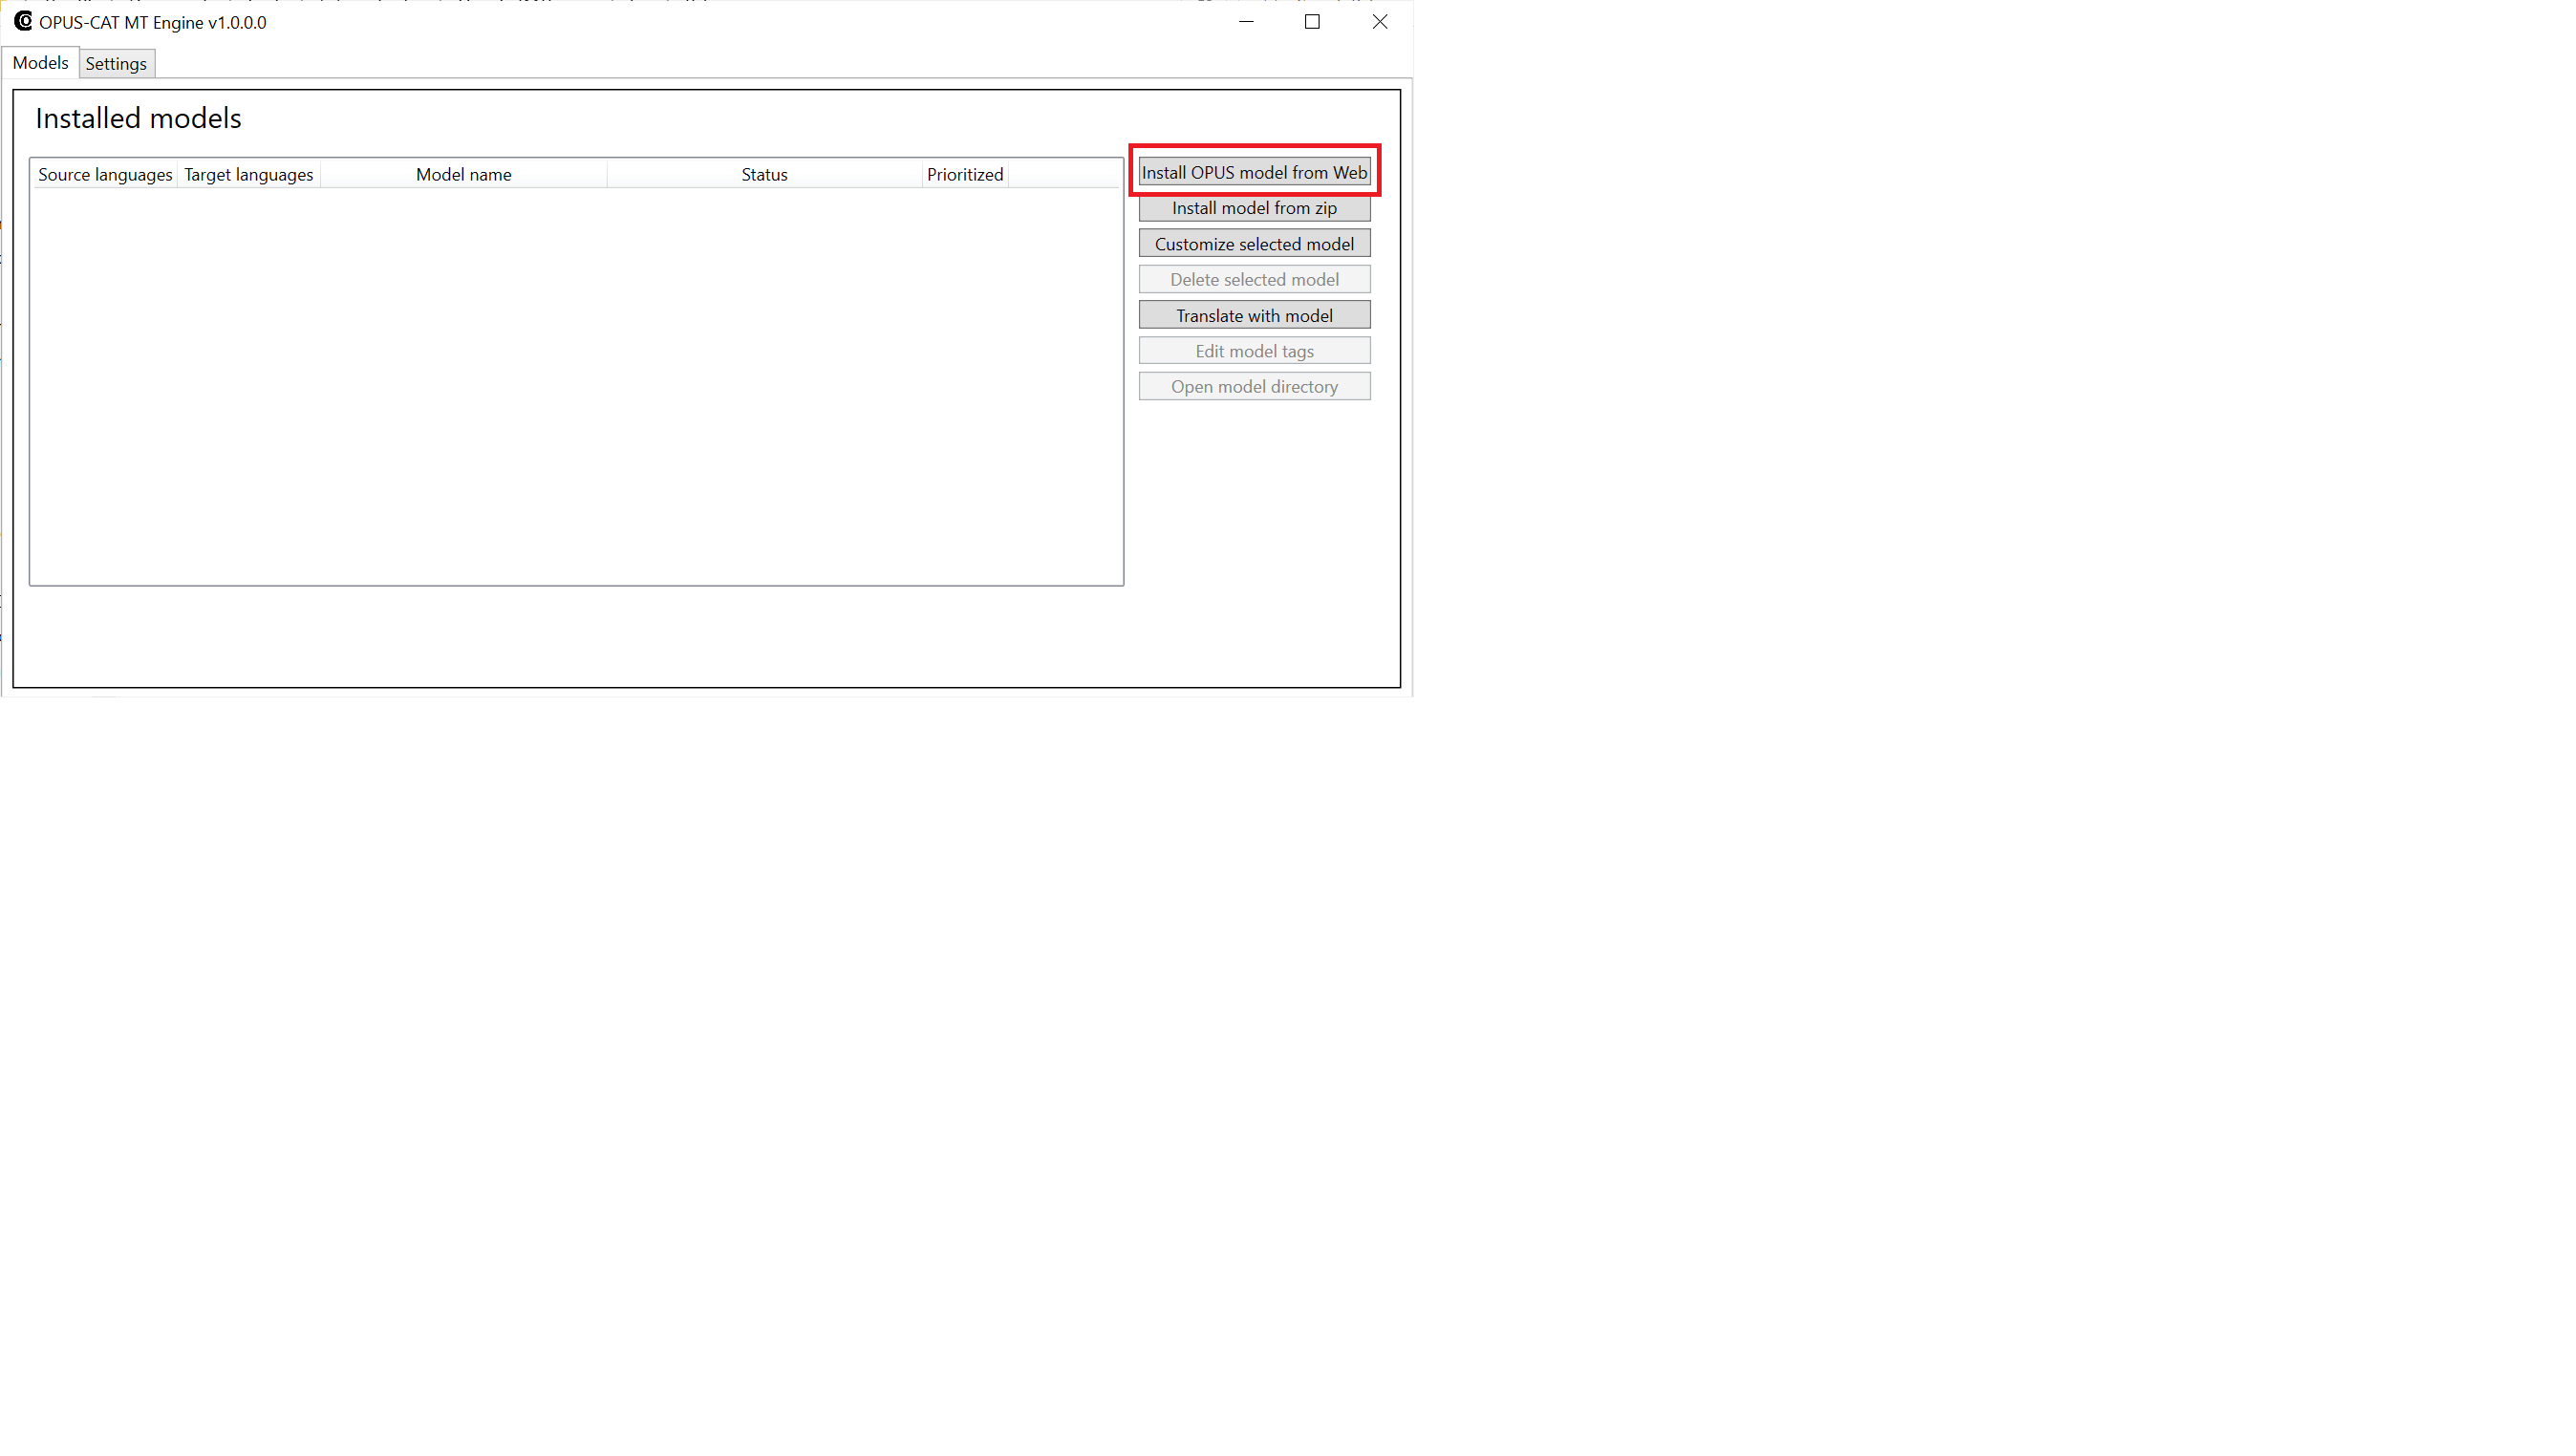 OPUS-CAT MT Engine v1.0.0.0
Models
Settings
Installed models
Source languages
Target languages
Model name
Status
Prioritized
Install OPUS model from Web
Install model from zip
Customize selected model
Delete selected model
Translate with model
Edit model tags
Open model directory